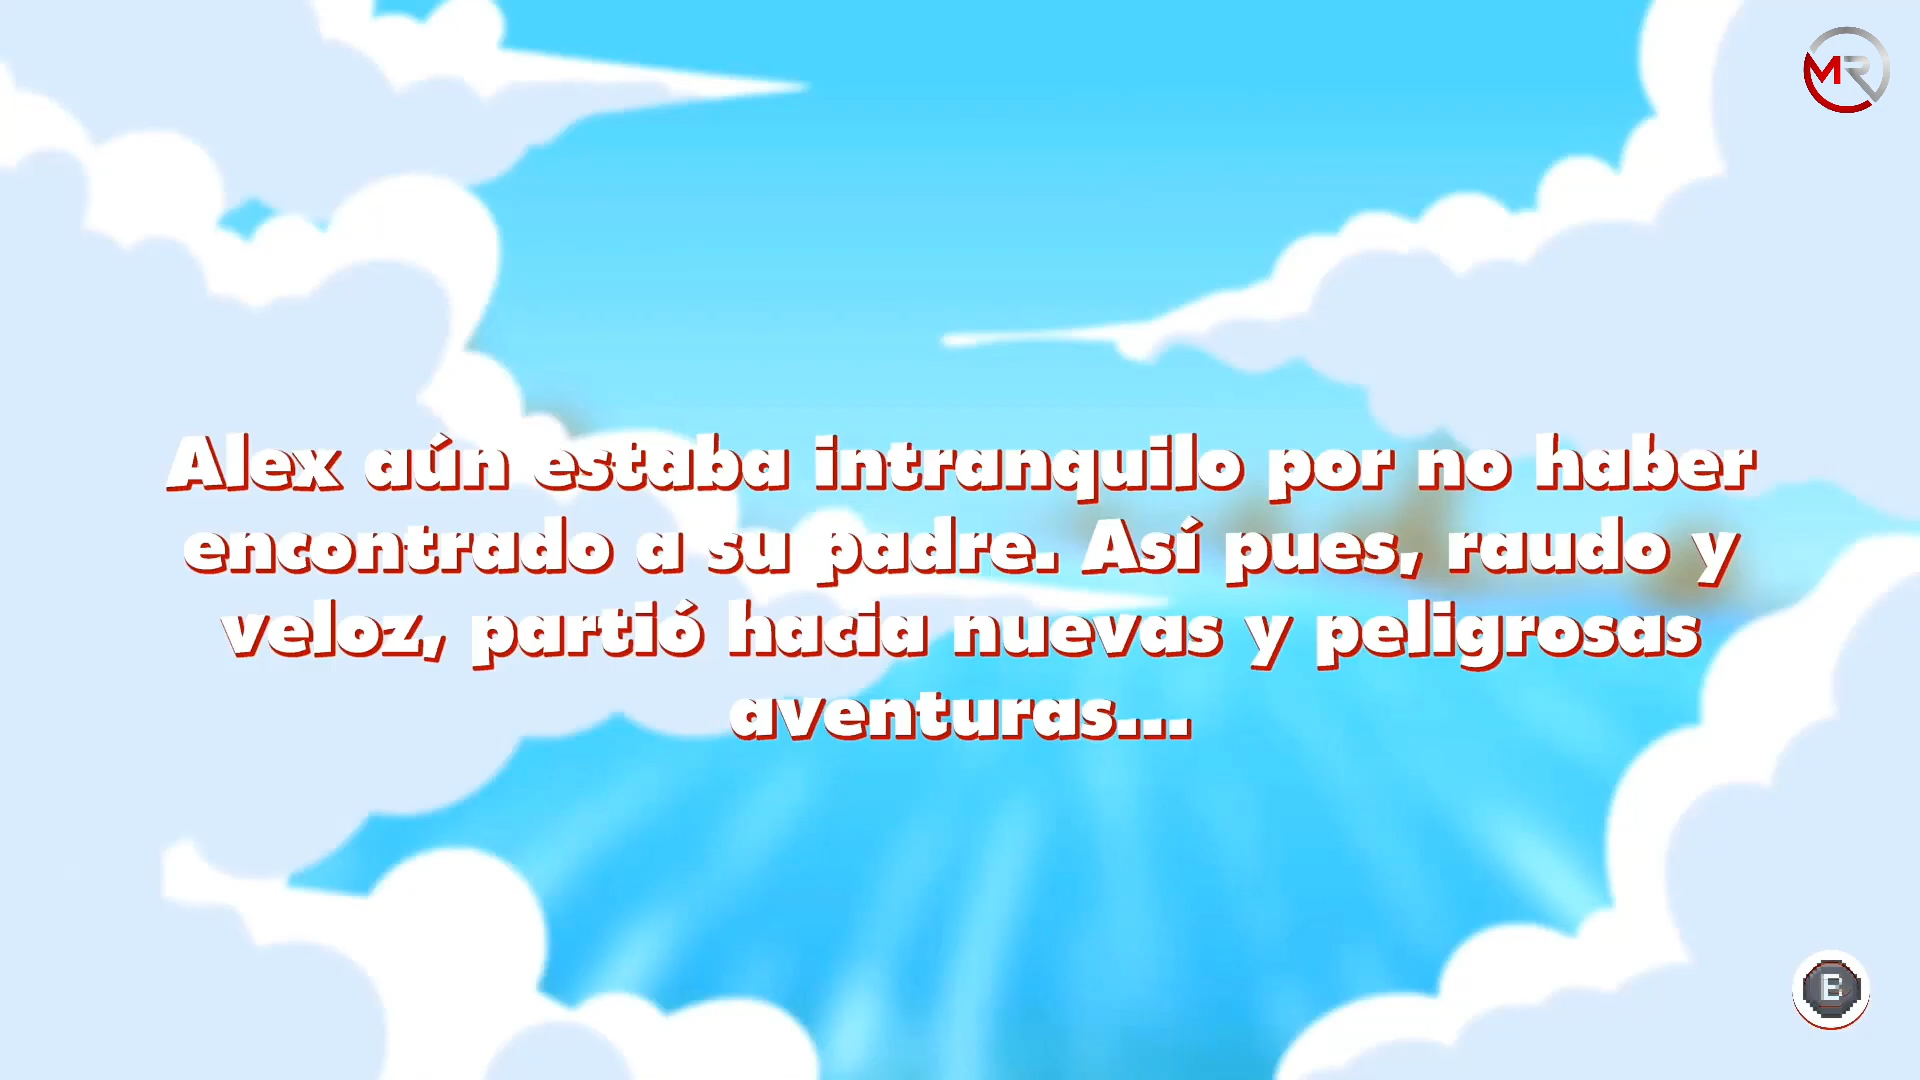 MR
Alex aún estaba intranquilo por no haber
encontrado a su padre. Así pues, raudo y
veloz, partió hacia nuevas y peligrosas
aventuras...
B